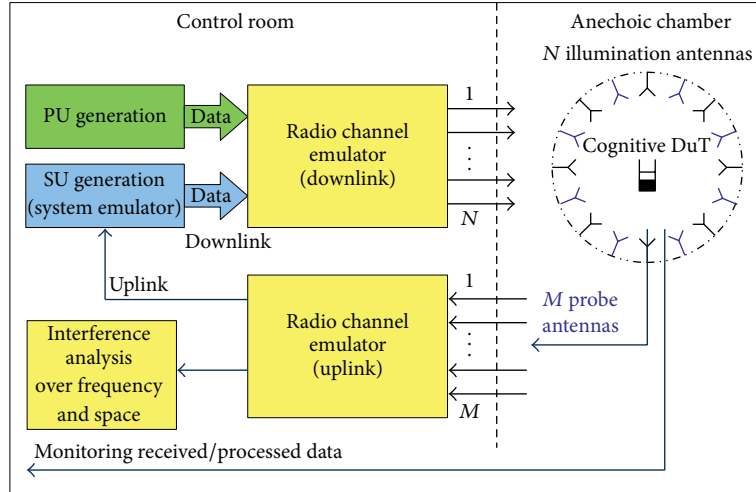 Control room
Anechoic chamber
N illumination antennas
PU generation
Data
Radio channel
emulator
(downlink)
1
⋮
N
Cognitive DuT
SU generation
(system emulator)
Data
Downlink
Uplink
Radio channel
emulator
(uplink)
1
⋮
M
M probe
antennas
Interference
analysis
over frequency
and space
Monitoring received/processed data